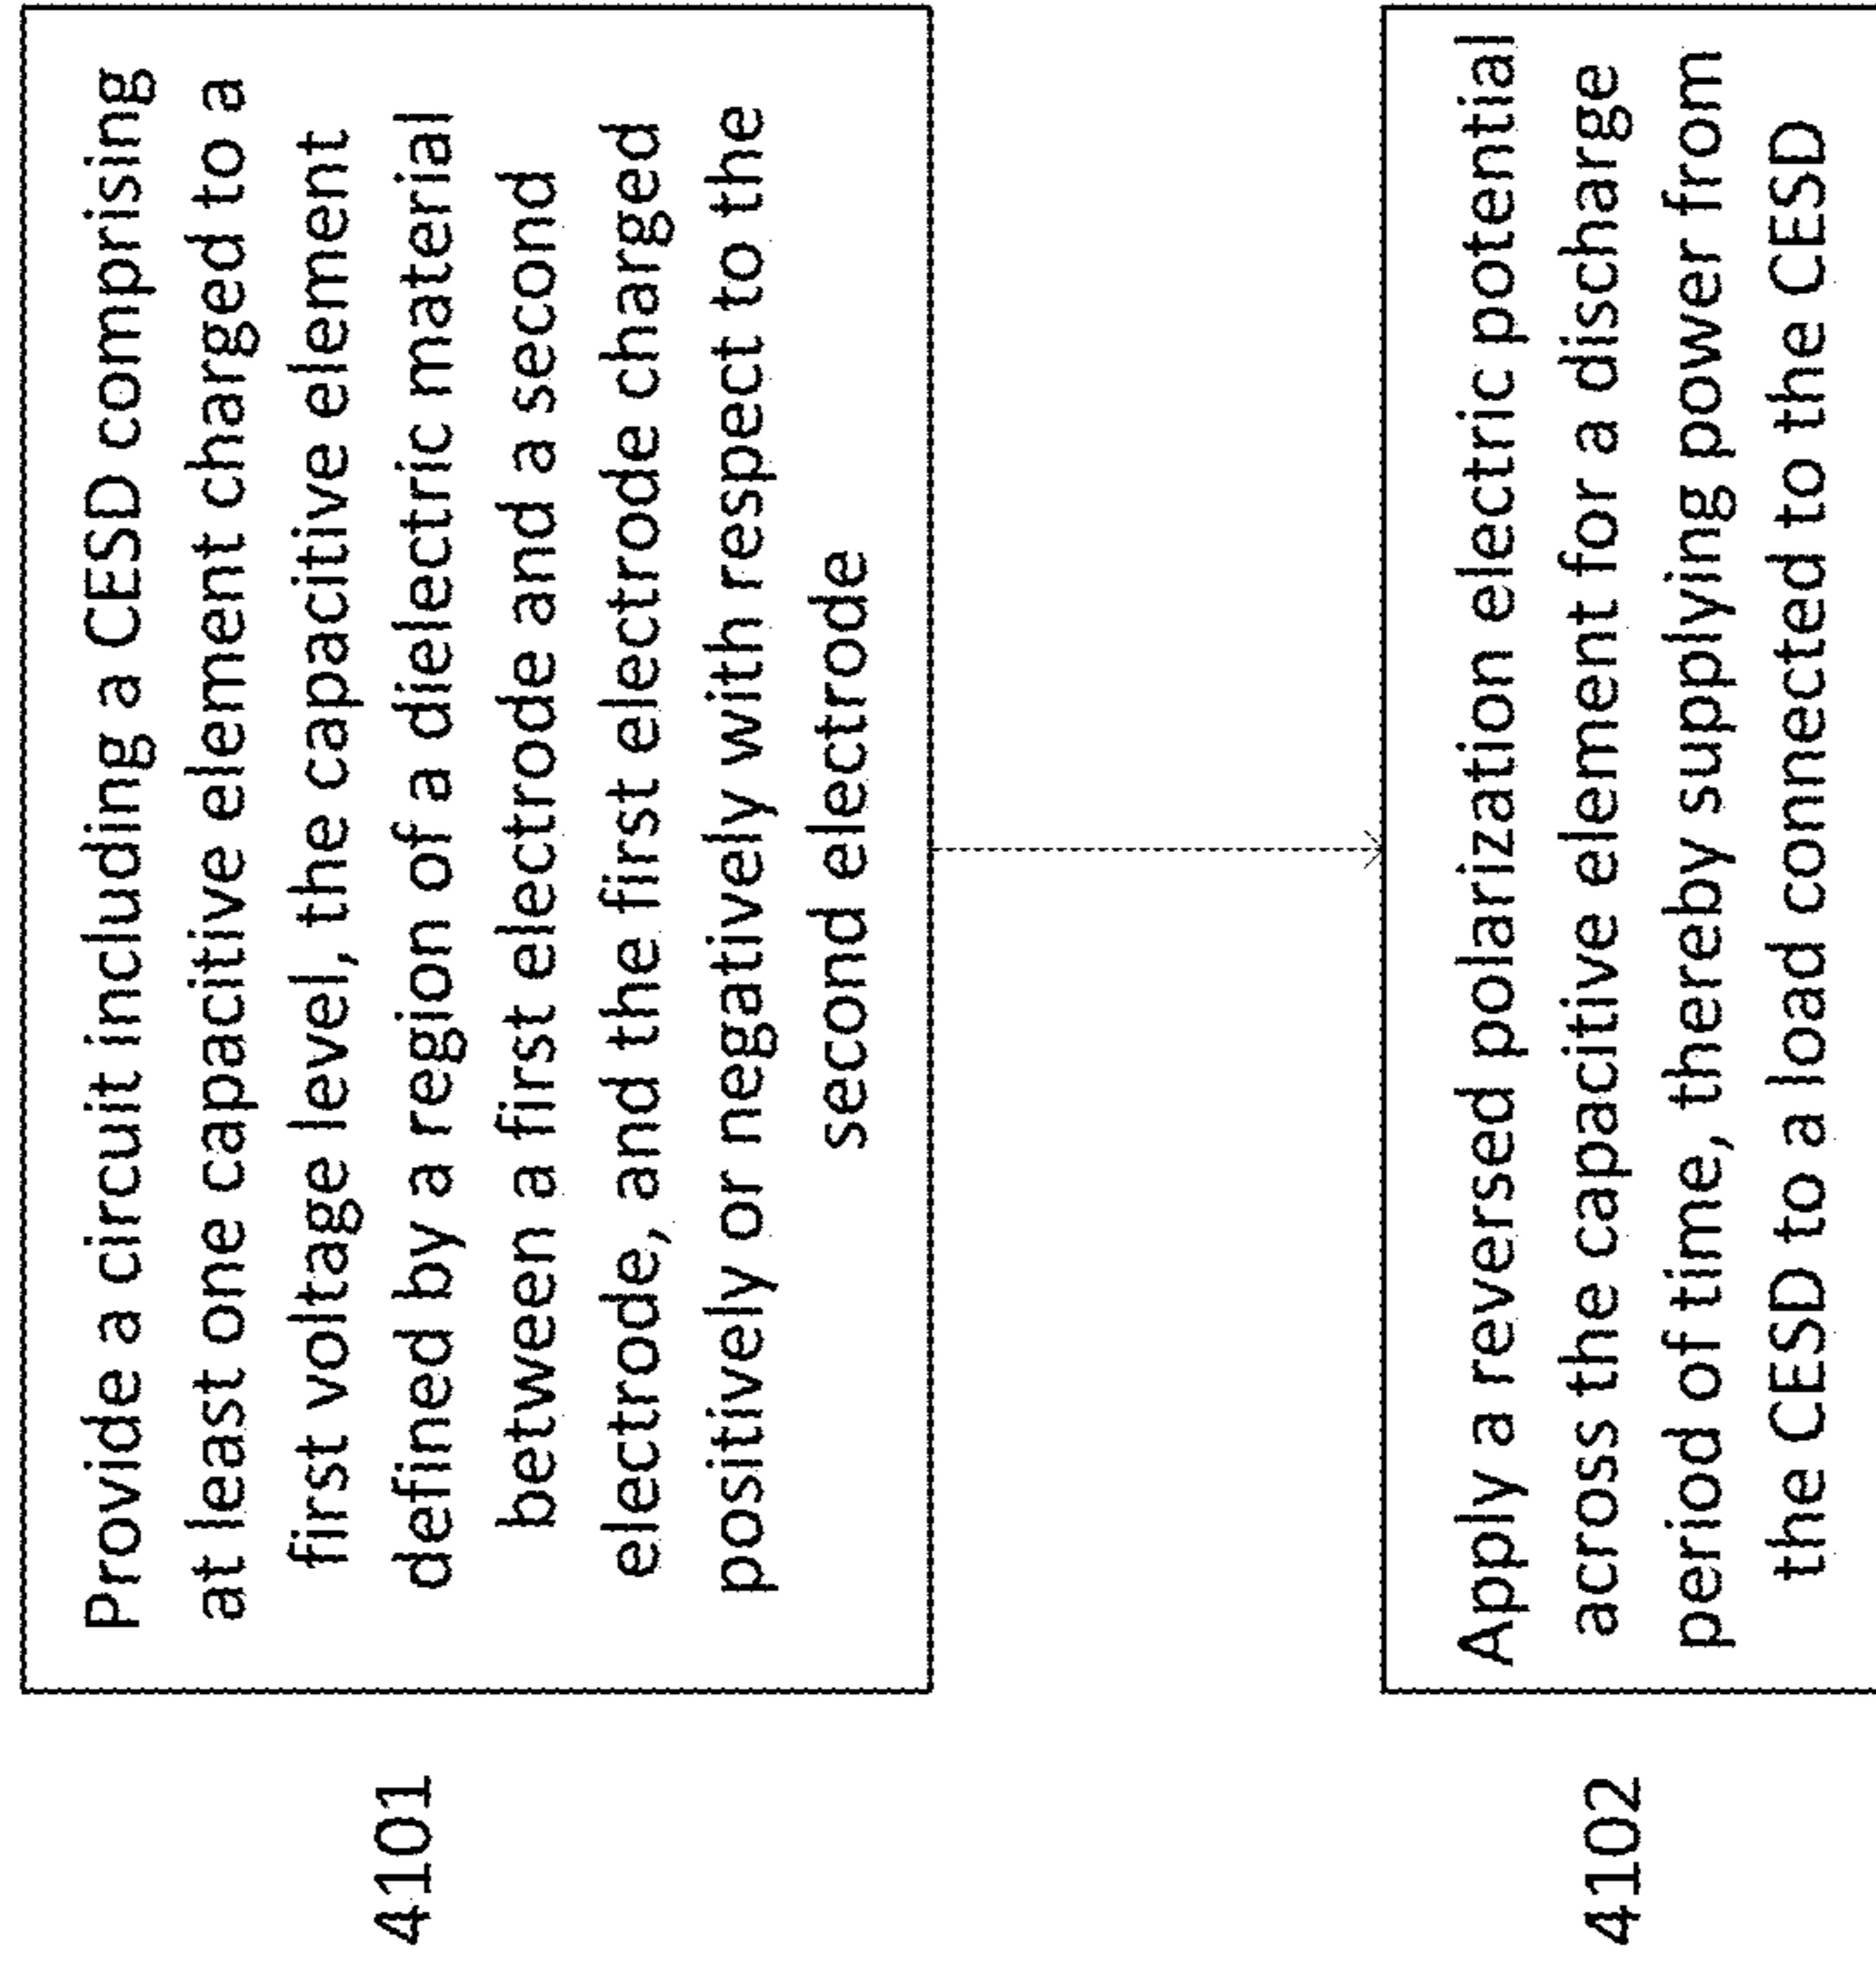 4101
Provide a circuit including a CESD comprising
at least one capacitive element charged to a
first voltage level, the capacitive element
defined by a region of a dielectric material
between a first electrode and a second
electrode, and the first electrode charged
positively or negatively with respect to the
second electrode
4102
Apply a reversed polarization electric potential
across the capacitive element for a discharge
period of time, thereby supplying power from
the CESD to a load connected to the CESD